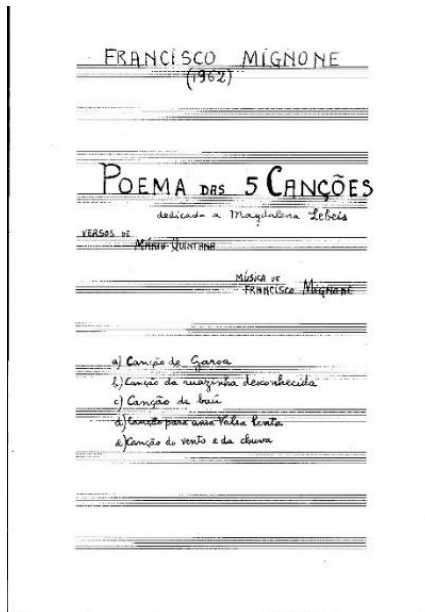 FRANCISCO MIGNONE
(1962)
POEMA DAS 5 CANÇÕES
dedicado a Magdalena Lebeis
VERSOS DE
MÁRIO QUINTANA
MÚSICA DE
FRANCISCO MIGNONE
a) Canção de Garoa
b) Canção da ruazinha desconhecida
c) Canção de baú
d) Canção para uma Valsa lenta
e) Canção do vento e da chuva